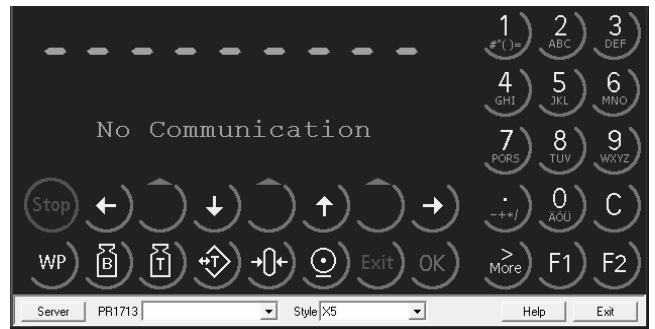 — — — — — — — — —
No Communication
1 2 3
#"()= ABC DEF
4 5 6
GHI JKL MNO
7 8 9
PQRS TUV WXYZ
. 0 C
-+*/ ÄÖÜ
Stop
WP B T T 0 Exit OK > More F1 F2
Server PR1713 Style X5 Help Exit